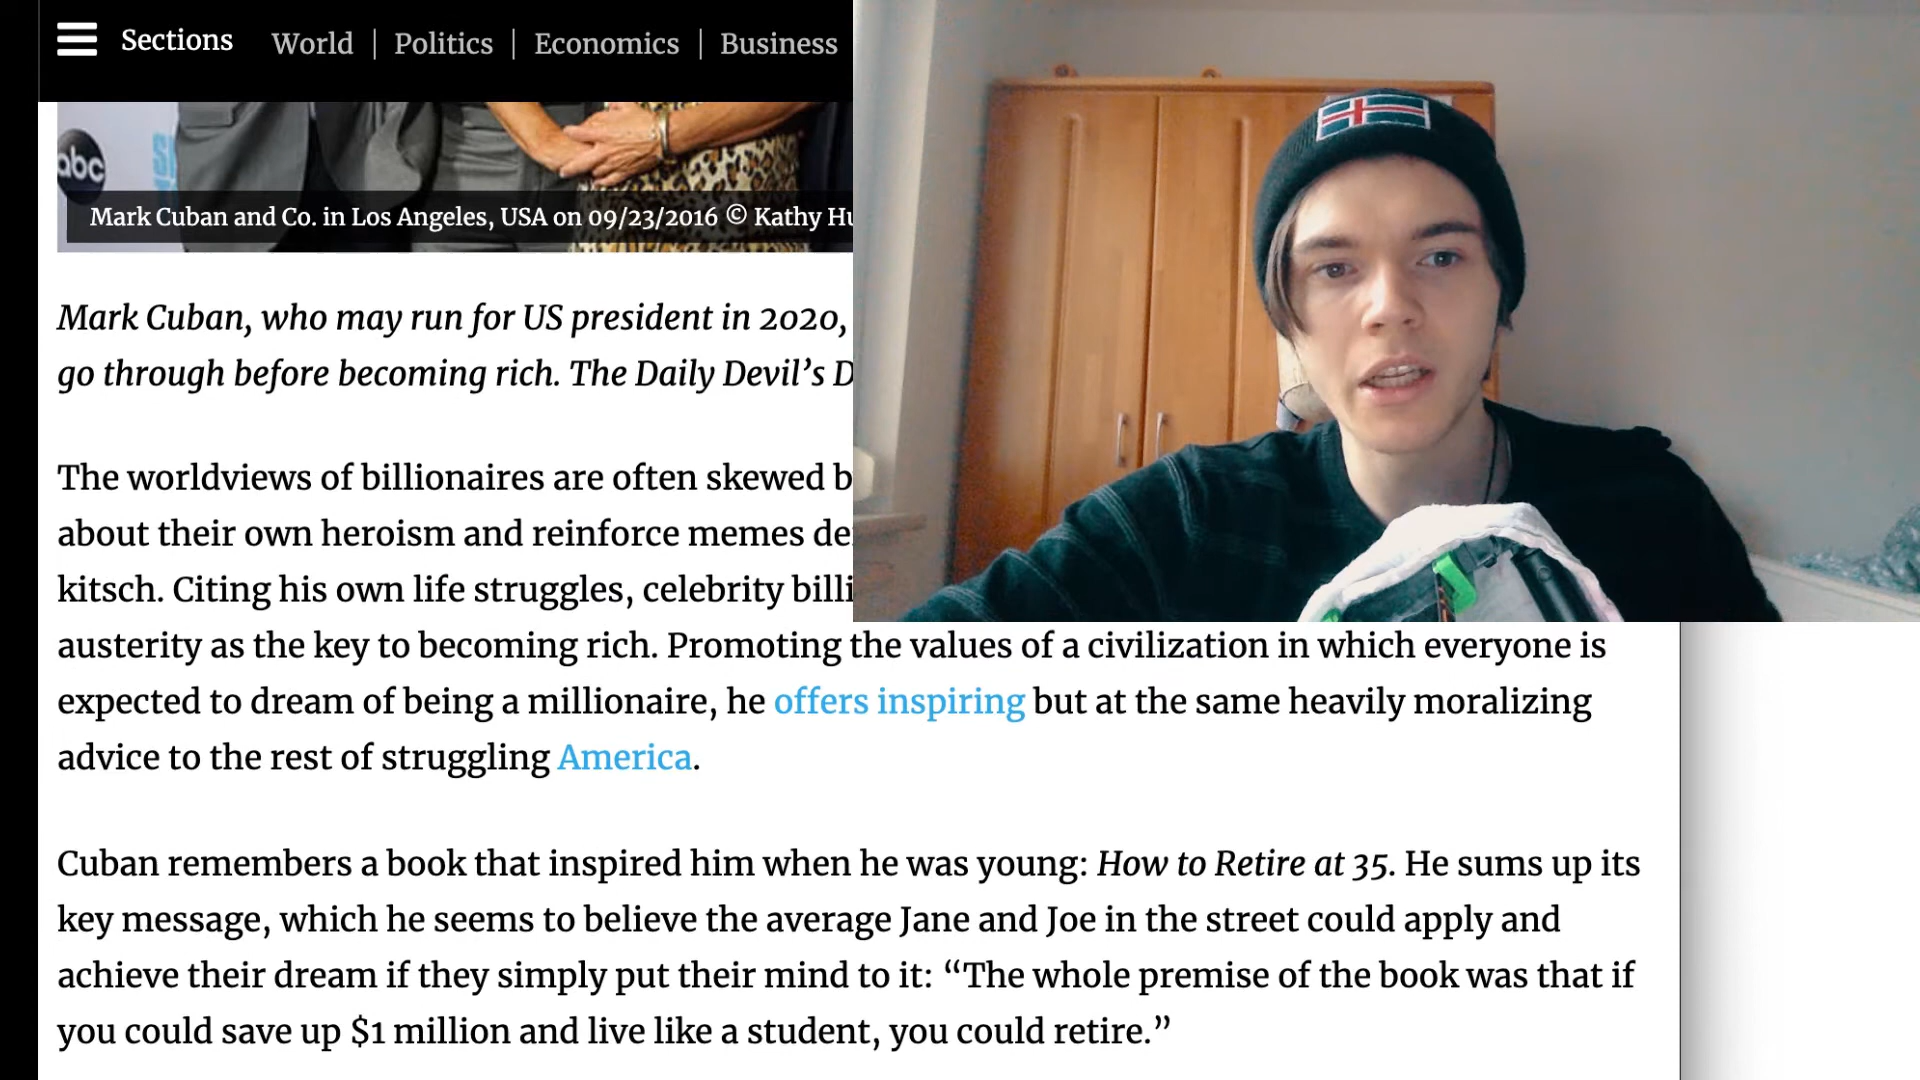 Sections World | Politics | Economics | Business
abc
Mark Cuban and Co. in Los Angeles, USA on 09/23/2016 © Kathy
Mark Cuban, who may run for US president in 2020,
go through before becoming rich. The Daily Devil’s
The worldviews of billionaires are often skewed
about their own heroism and reinforce memes
kitsch. Citing his own life struggles, celebrity
austerity as the key to becoming rich. Promoting the values of a civilization in which everyone is
expected to dream of being a millionaire, he offers inspiring but at the same heavily moralizing
advice to the rest of struggling America.
Cuban remembers a book that inspired him when he was young: How to Retire at 35. He sums up its
key message, which he seems to believe the average Jane and Joe in the street could apply and
achieve their dream if they simply put their mind to it: “The whole premise of the book was that if
you could save up $1 million and live like a student, you could retire.”